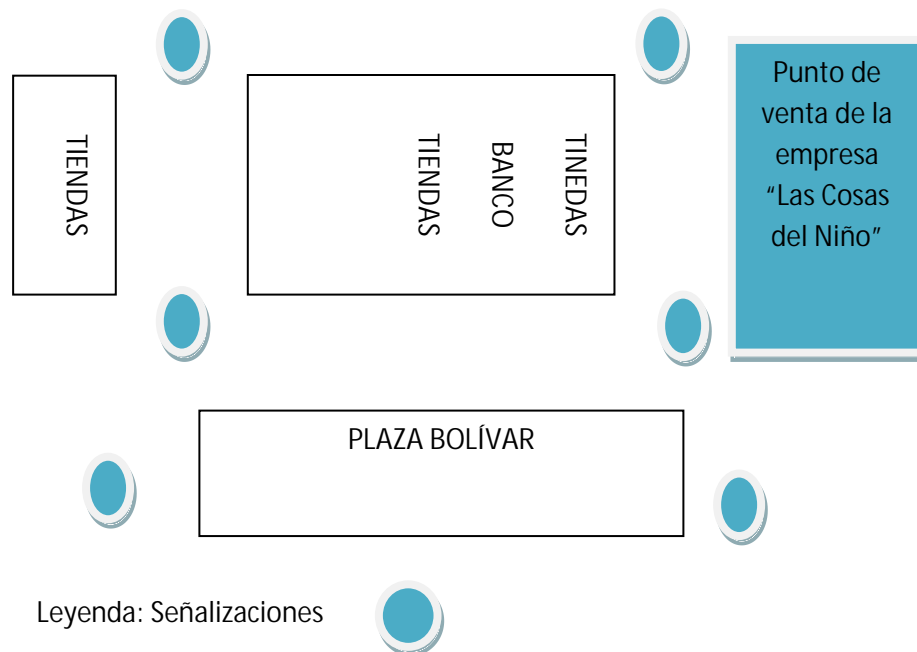 TIENDAS
TIENDAS
BANCO
TINEDAS
Punto de
venta de la
empresa
“Las Cosas
del Niño”
PLAZA BOLÍVAR
Leyenda: Señalizaciones